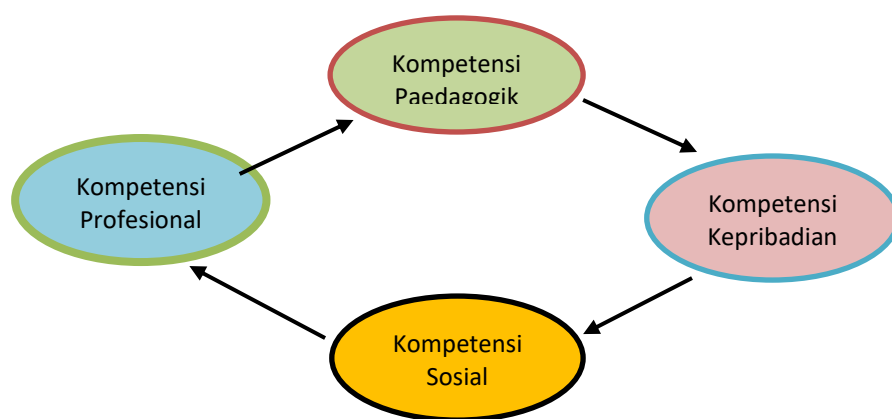 Kompetensi
Paedagogik
Kompetensi
Profesional
Kompetensi
Kepribadian
Kompetensi
Sosial